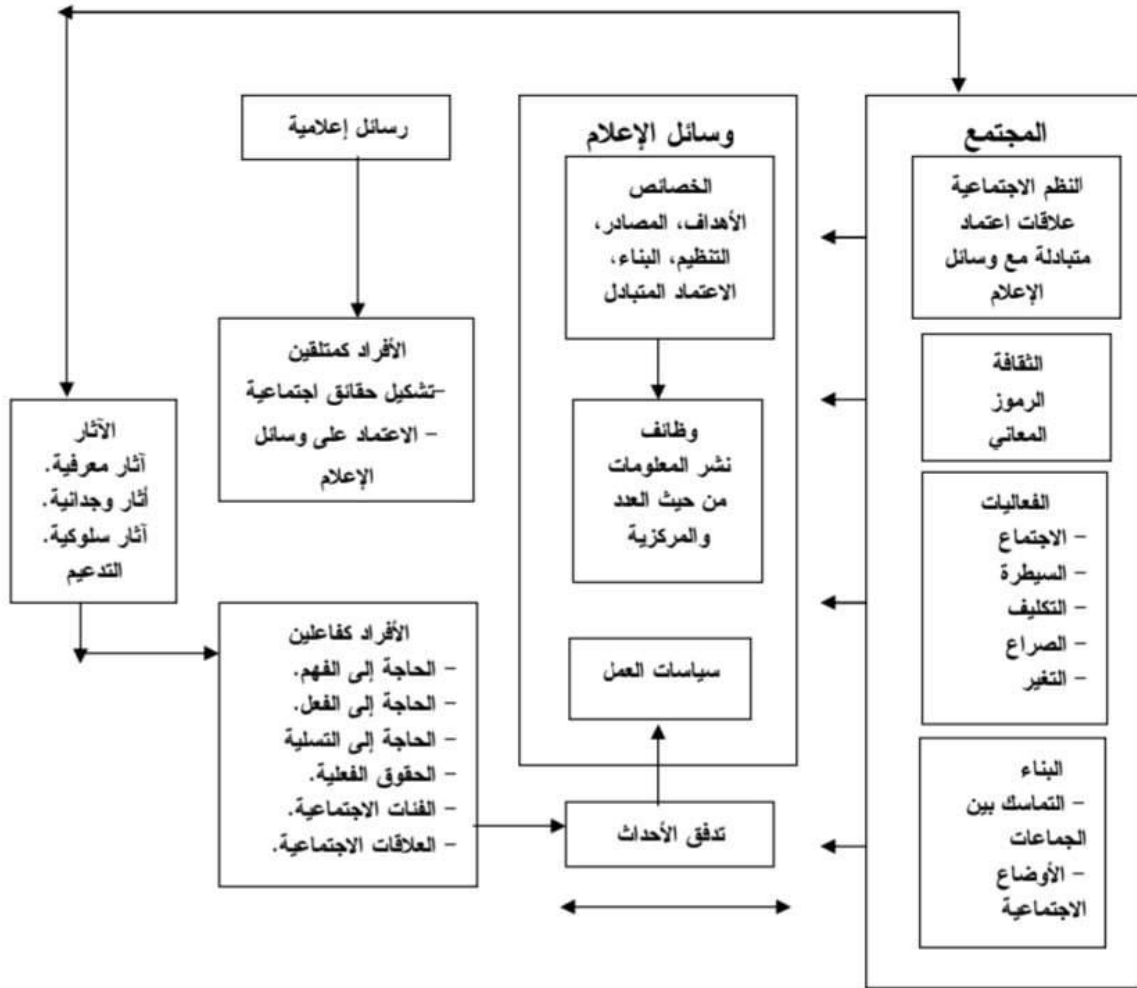 المجتمع
النظم الاجتماعية
علاقات اعتماد
متبادلة مع وسائل
الإعلام
الثقافة
الرموز
المعاني
الفعاليات
– الاجتماع
– السيطرة
– التكليف
– الصراع
– التغير
البناء
– التماسك بين
الجماعات
– الأوضاع
الاجتماعية
وسائل الإعلام
الخصائص
الأهداف، المصادر،
التنظيم، البناء،
الاعتماد المتبادل
وظائف
نشر المعلومات
من حيث العدد
والمركزية
سياسات العمل
تدفق الأحداث
رسائل إعلامية
الأفراد كمتلقين
–تشكيل حقائق اجتماعية
– الاعتماد على وسائل
الإعلام
الأفراد كفاعلين
– الحاجة إلى الفهم.
– الحاجة إلى الفعل.
– الحاجة إلى التسلية
– الحقوق الفعلية.
– الفئات الاجتماعية.
– العلاقات الاجتماعية.
الآثار
آثار معرفية.
أثار وجدانية.
آثار سلوكية.
التدعيم